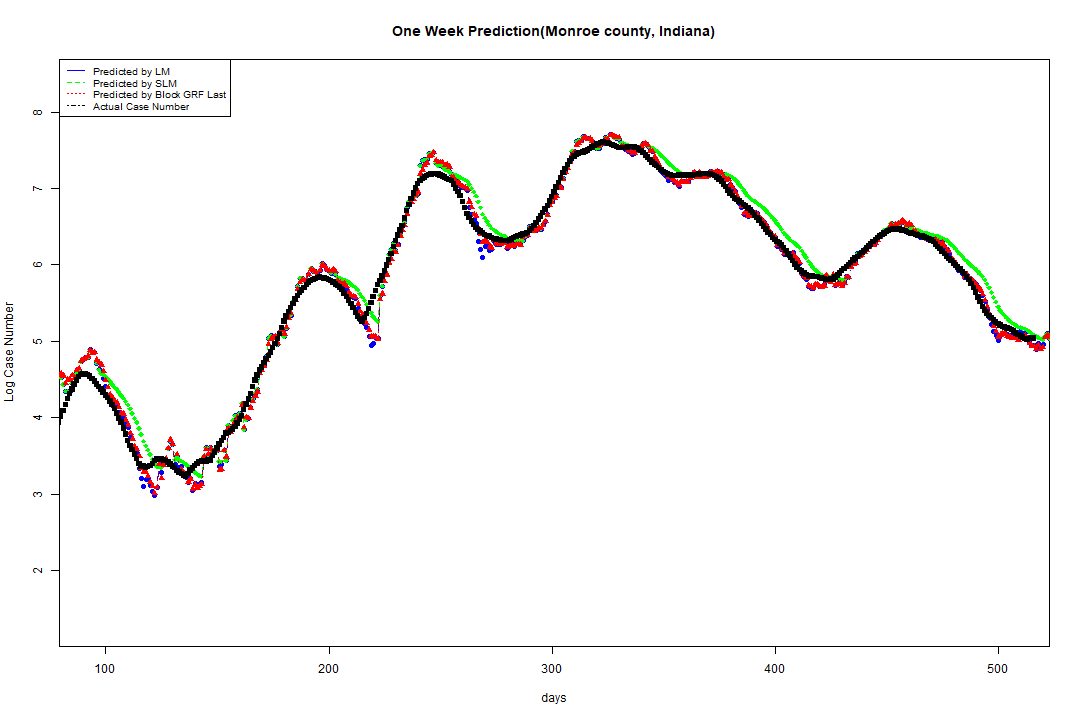 One Week Prediction(Monroe county, Indiana)
Predicted by LM
Predicted by SLM
Predicted by Block GRF Last
Actual Case Number
8
7
6
5
4
3
2
Log Case Number
100 200 300 400 500
days